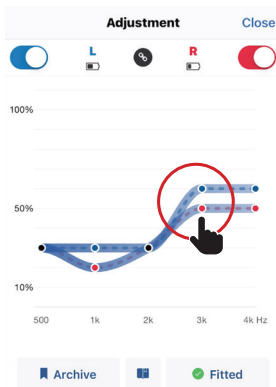 Adjustment Close
L R
100%
50%
10%
500 1k 2k 3k 4k Hz
Archive Fitted